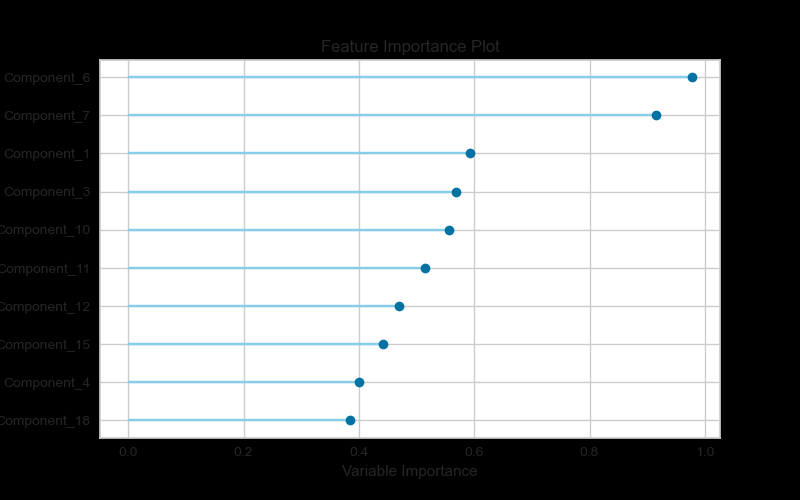 Feature Importance Plot
Component_6
Component_7
Component_1
Component_3
Component_10
Component_11
Component_12
Component_15
Component_4
Component_18
0.0 0.2 0.4 0.6 0.8 1.0
Variable Importance